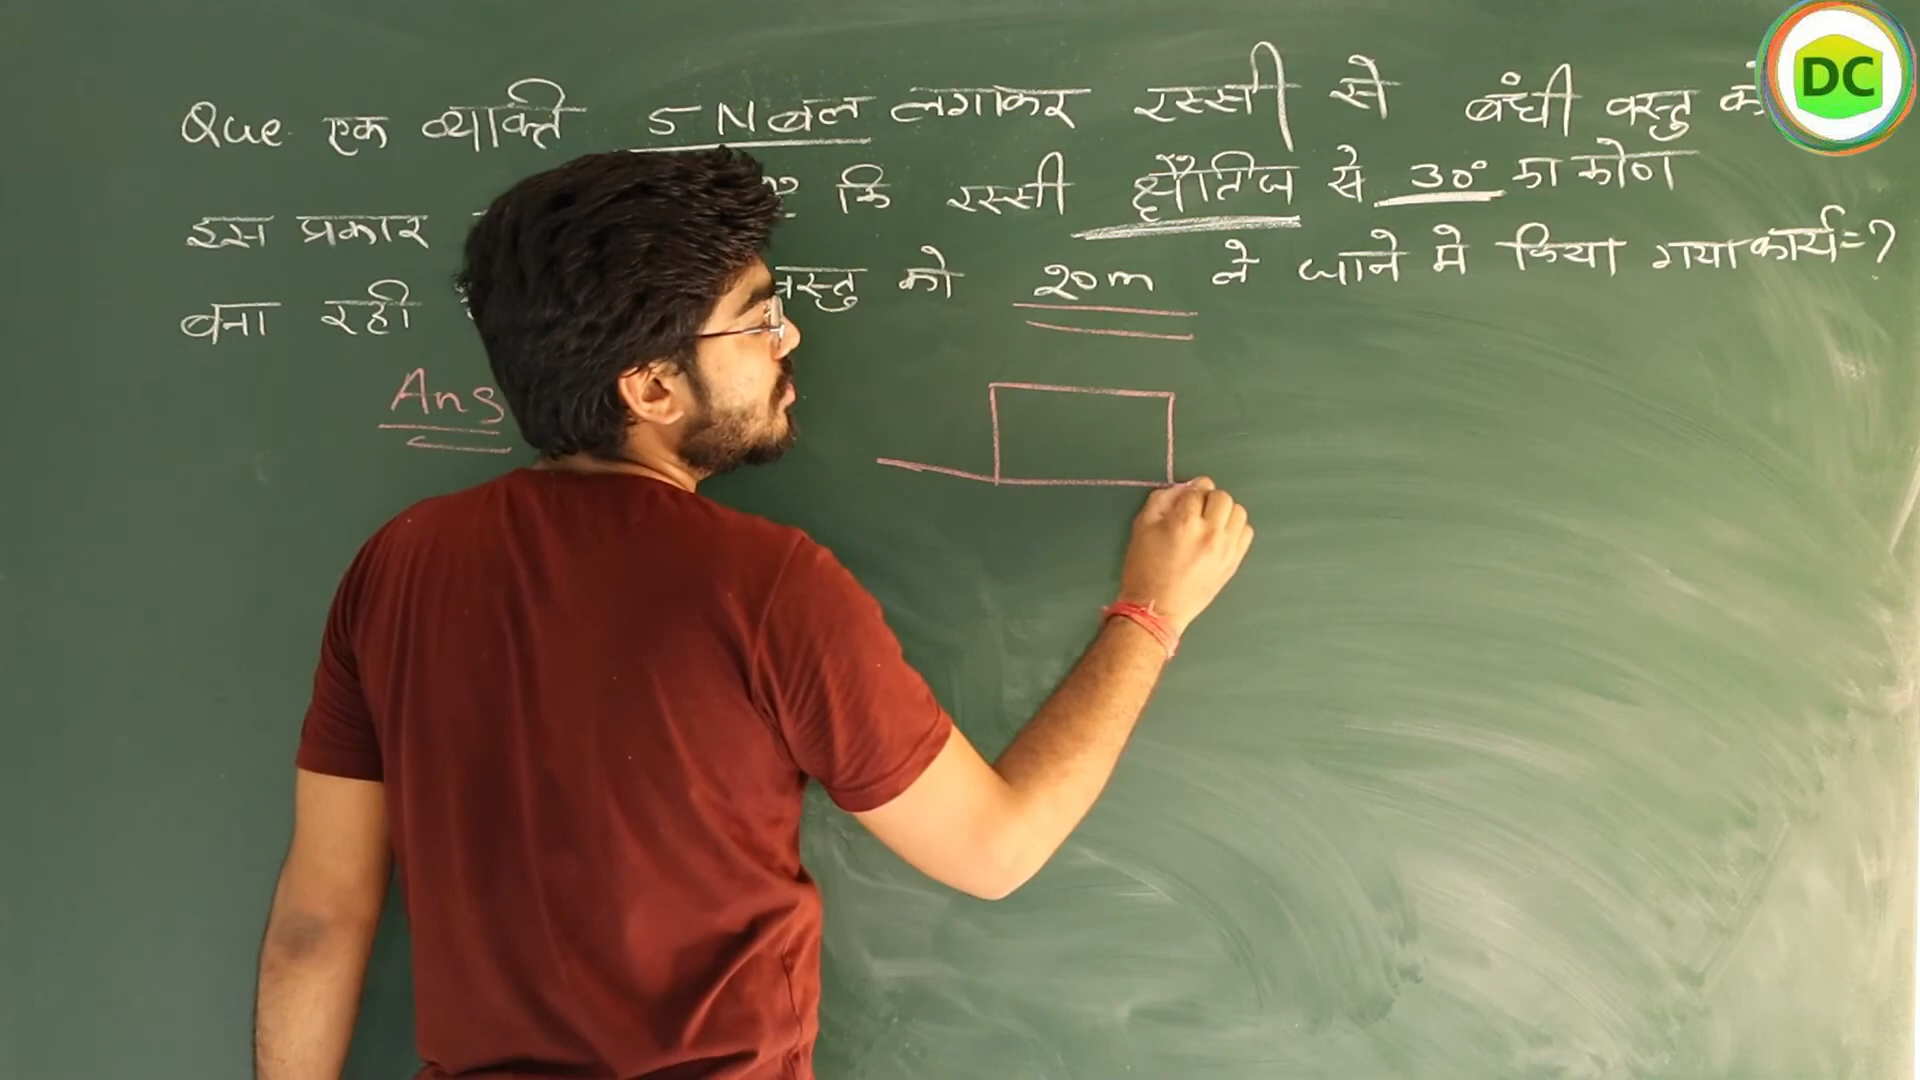 Que एक व्यक्ति 5 N बल लगाकर रस्सी से बंधी वस्तु को
इस प्रकार कि रस्सी क्षैतिज से 30° का कोण
बना रही वस्तु को 20m ले जाने मे किया गया कार्य=?
Ans
DC